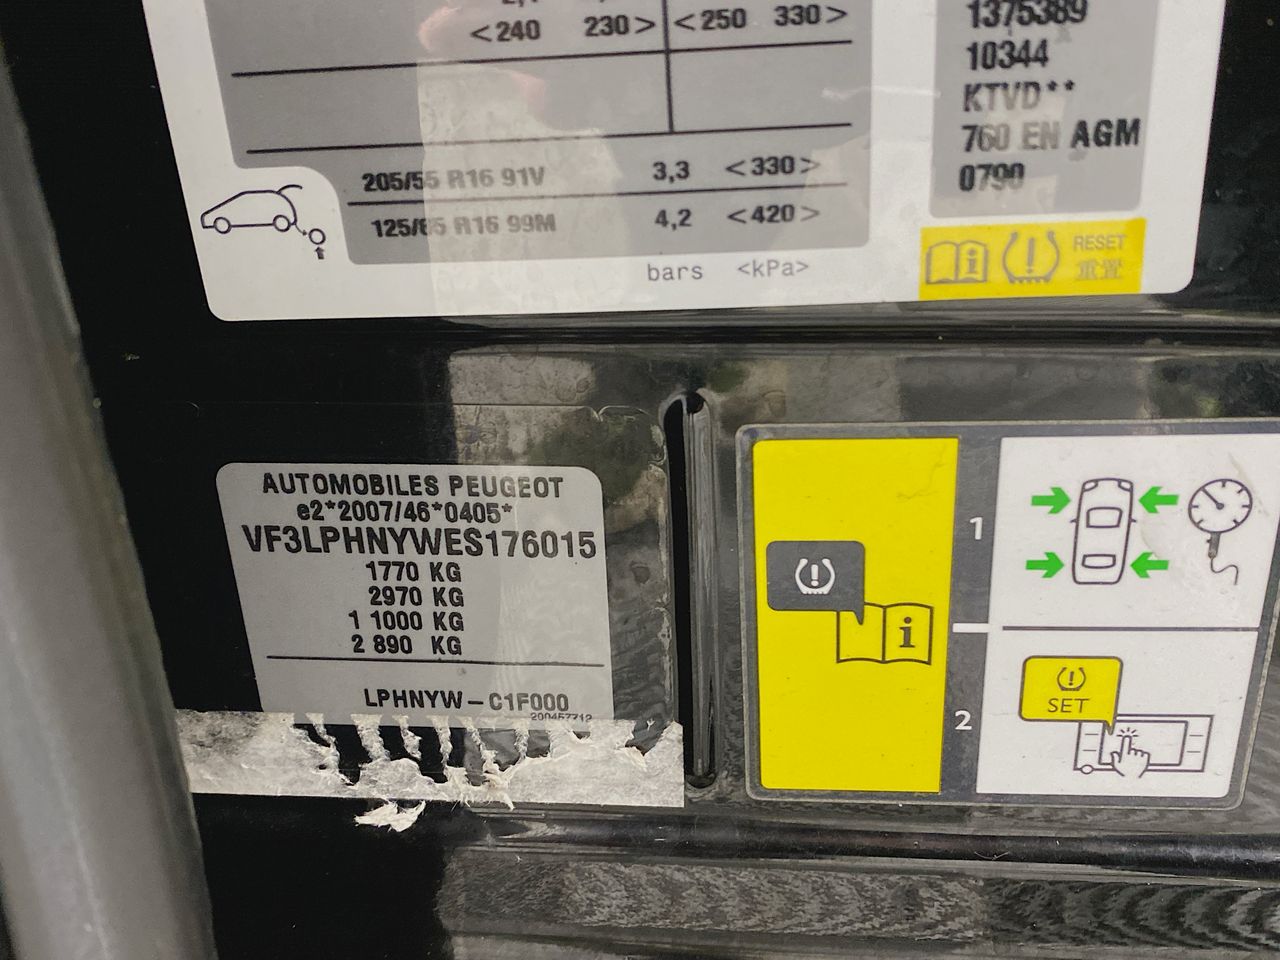 <240 230> <250 330>
205/55 R16 91V 3,3 <330>
125/85 R16 99M 4,2 <420>
bars <kPa>
1375389
10344
KTVD**
760 EN AGM
0790
RESET
重置
AUTOMOBILES PEUGEOT
e2*2007/46*0405*
VF3LPHNYWES176015
1770 KG
2970 KG
1 1000 KG
2 890 KG
LPHNYW-C1F000
200457712
1
2
SET